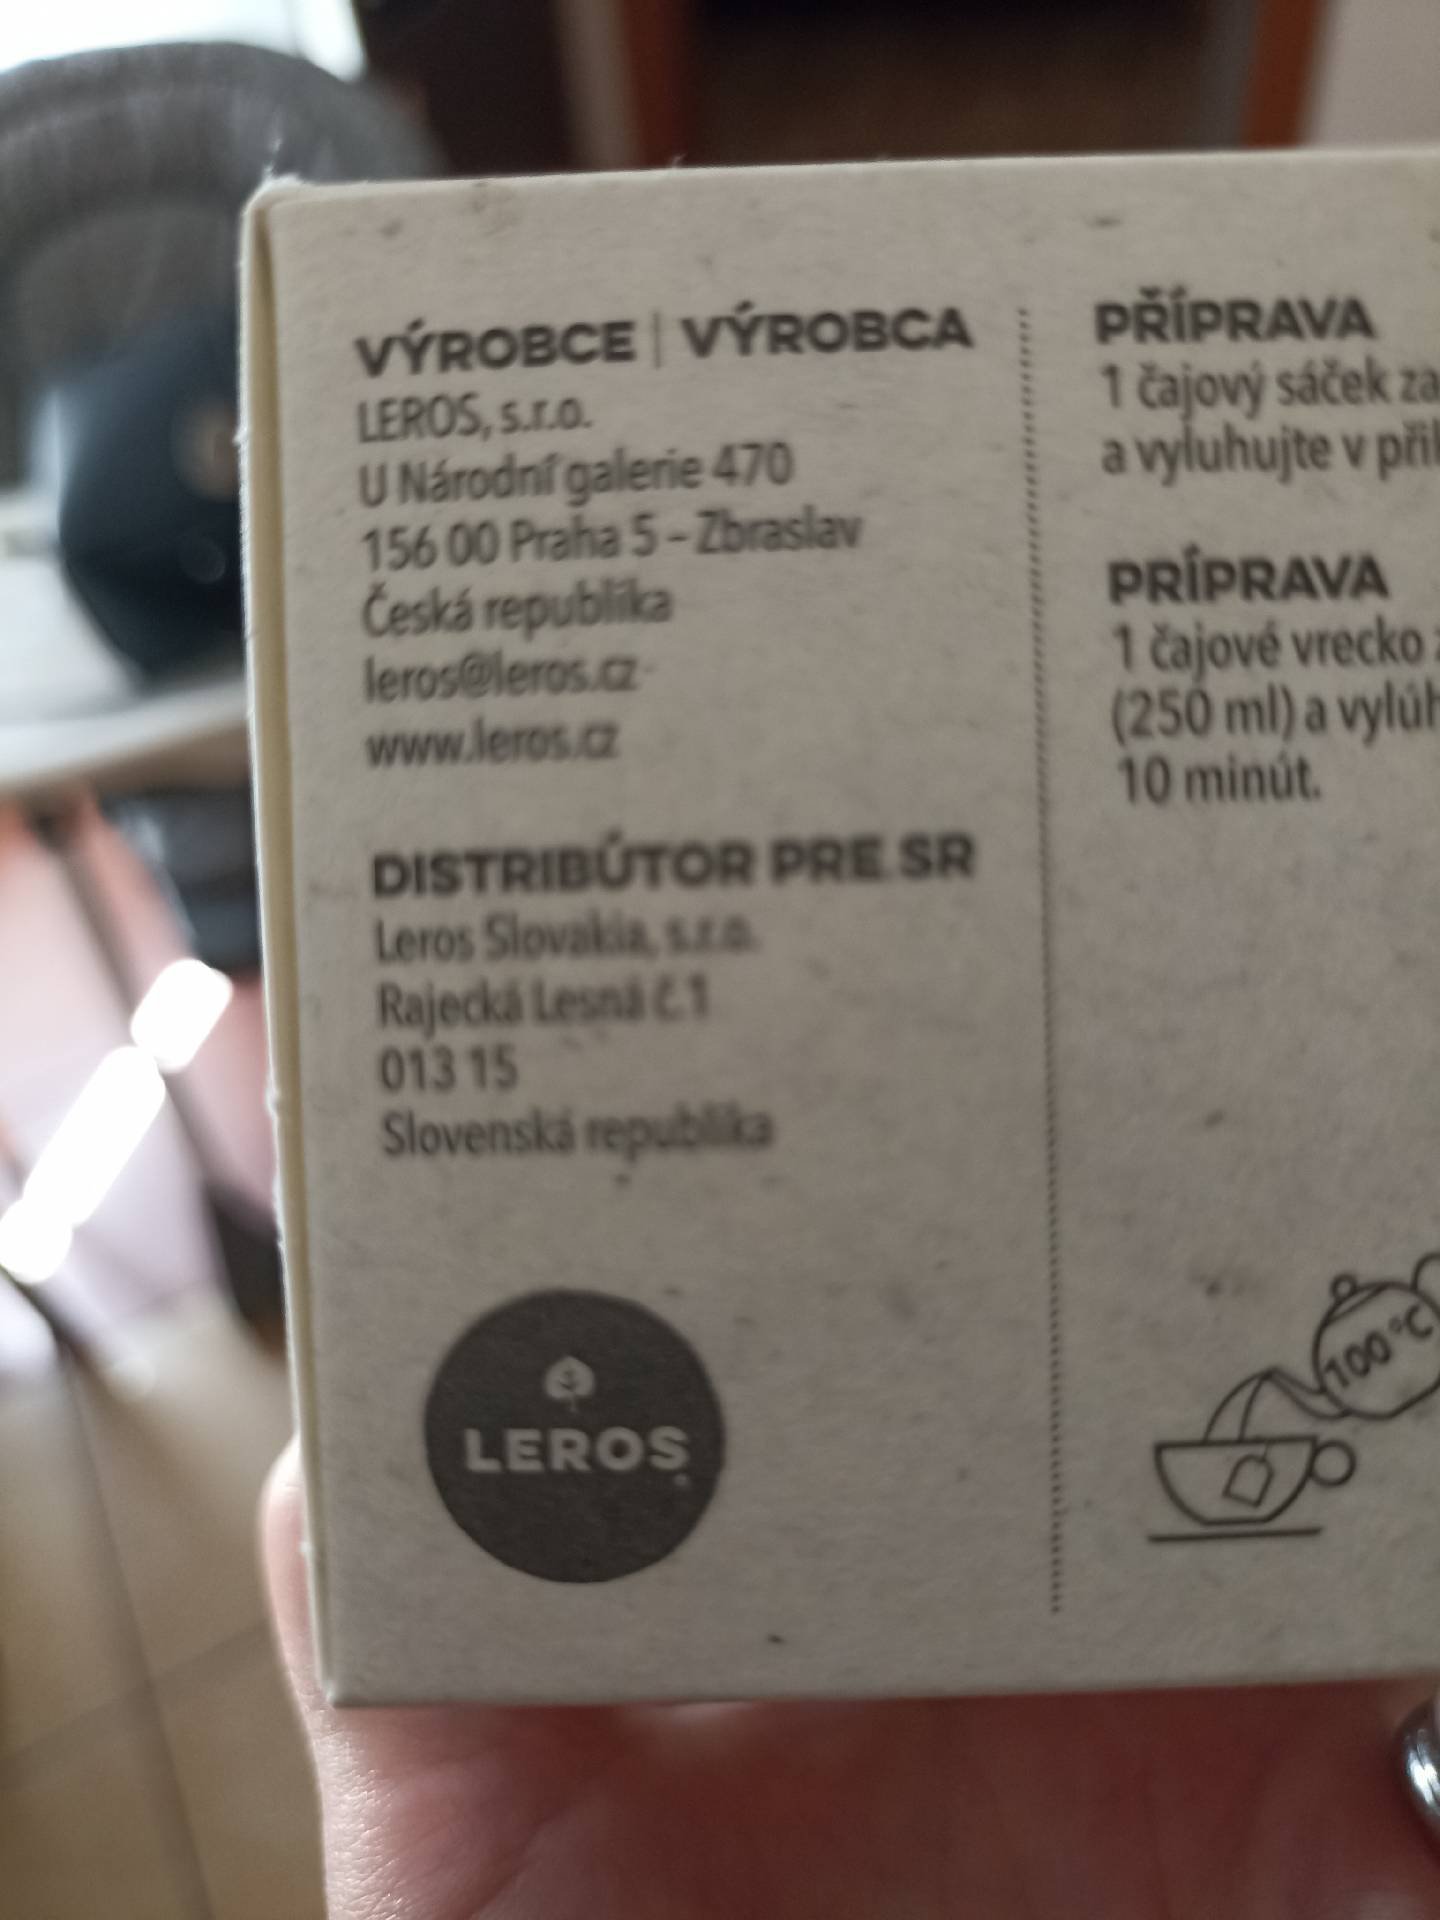 VÝROBCE | VÝROBCA
LEROS, s.r.o.
U Národní galerie 470
156 00 Praha 5 – Zbraslav
Česká republika
leros@leros.cz
www.leros.cz
DISTRIBÚTOR PRE SR
Leros Slovakia, s.r.o.
Rajecká Lesná č.1
013 15
Slovenská republika
LEROS
PŘÍPRAVA
1 čajový sáček
a vyluhujte v
PRÍPRAVA
1 čajové vrecko
(250 ml) a
10 minút.
100 °C